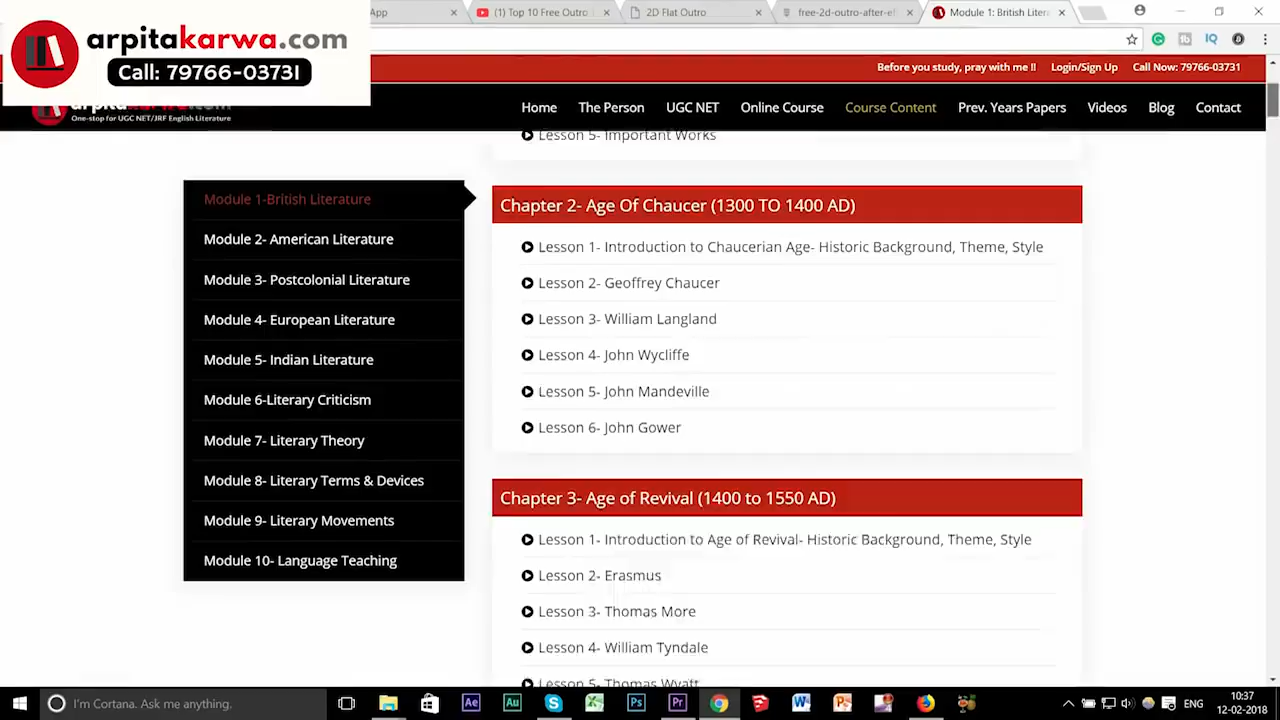 App
(1) Top 10 Free Outro
2D Flat Outro
free-2d-outro-after-ef
Module 1: British Liter
arpitakarwa.com
Call: 79766-03731
Before you study, pray with me !!
Login/Sign Up
Call Now: 79766-03731
One-stop for UGC NET/JRF English Literature
Home
The Person
UGC NET
Online Course
Course Content
Prev. Years Papers
Videos
Blog
Contact
Lesson 5- Important Works
Module 1-British Literature
Module 2- American Literature
Module 3- Postcolonial Literature
Module 4- European Literature
Module 5- Indian Literature
Module 6-Literary Criticism
Module 7- Literary Theory
Module 8- Literary Terms & Devices
Module 9- Literary Movements
Module 10- Language Teaching
Chapter 2- Age Of Chaucer (1300 TO 1400 AD)
Lesson 1- Introduction to Chaucerian Age- Historic Background, Theme, Style
Lesson 2- Geoffrey Chaucer
Lesson 3- William Langland
Lesson 4- John Wycliffe
Lesson 5- John Mandeville
Lesson 6- John Gower
Chapter 3- Age of Revival (1400 to 1550 AD)
Lesson 1- Introduction to Age of Revival- Historic Background, Theme, Style
Lesson 2- Erasmus
Lesson 3- Thomas More
Lesson 4- William Tyndale
Lesson 5- Thomas Wyatt
I'm Cortana. Ask me anything.
ENG
10:37
12-02-2018